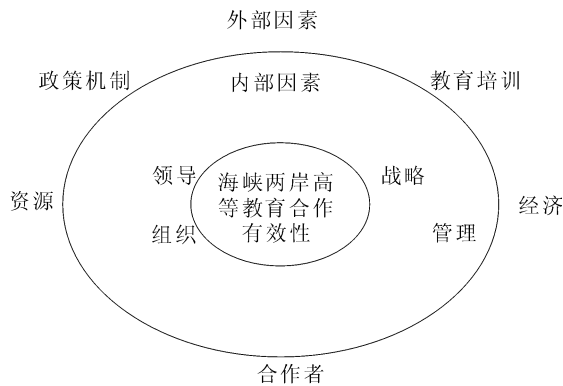 外部因素
政策机制
内部因素
教育培训
领导
海峡两岸高
等教育合作
有效性
战略
资源
经济
组织
管理
合作者